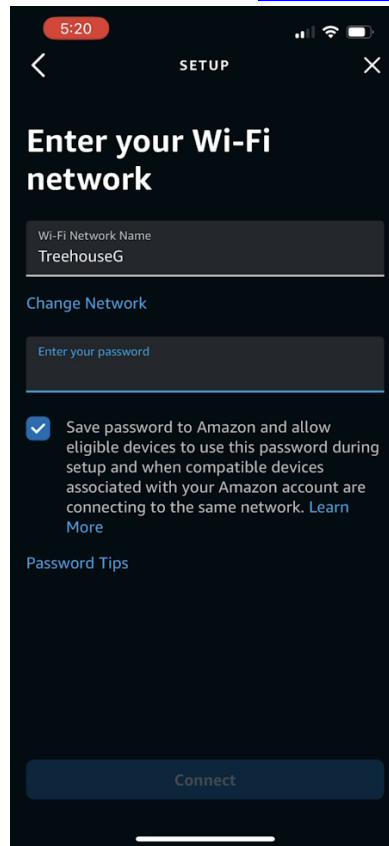 5:20
SETUP
Enter your Wi-Fi
network
Wi-Fi Network Name
TreehouseG
Change Network
Enter your password
Save password to Amazon and allow
eligible devices to use this password during
setup and when compatible devices
associated with your Amazon account are
connecting to the same network. Learn
More
Password Tips
Connect